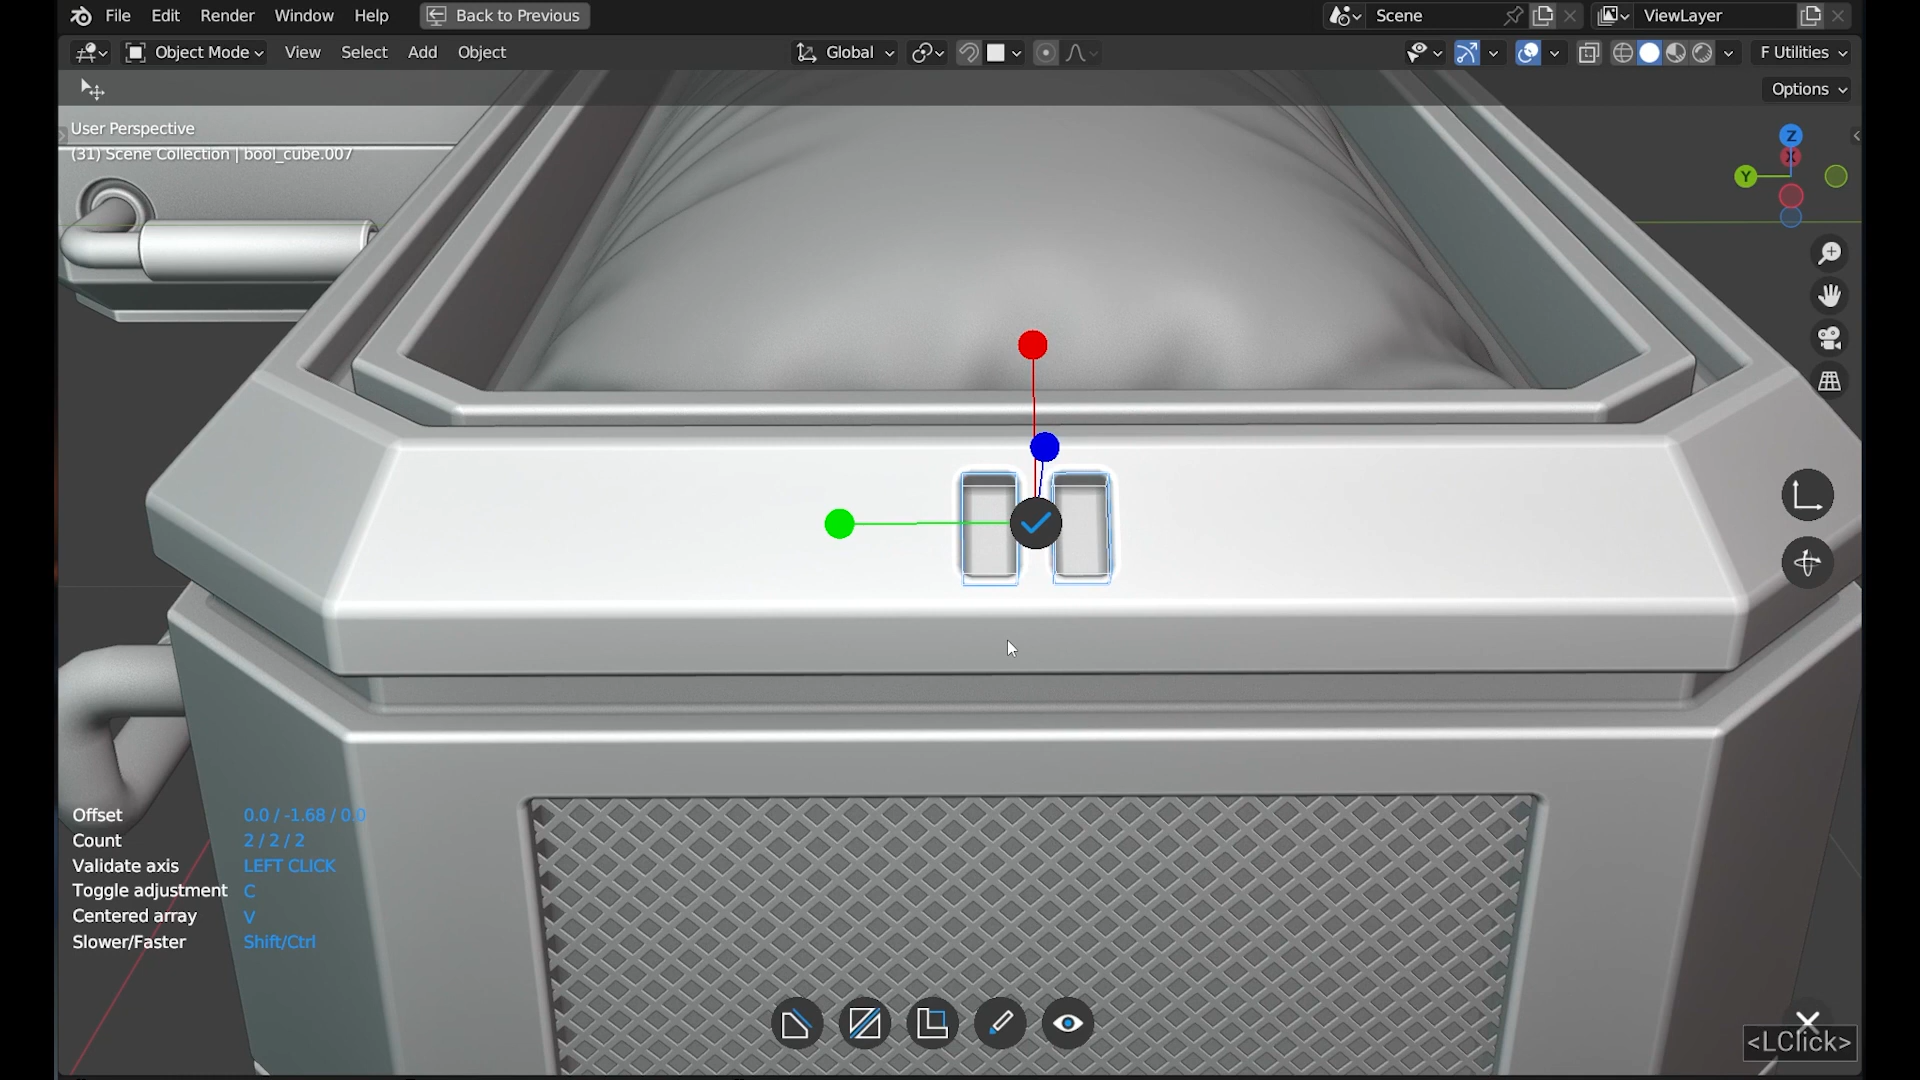 File Edit Render Window Help Back to Previous Scene ViewLayer
Object Mode View Select Add Object Global F Utilities
Options
User Perspective
(31) Scene Collection | bool_cube.007
Z
X
Y
Offset 0.0 / -1.68 / 0.0
Count 2 / 2 / 2
Validate axis LEFT CLICK
Toggle adjustment C
Centered array V
Slower/Faster Shift/Ctrl
<LClick>